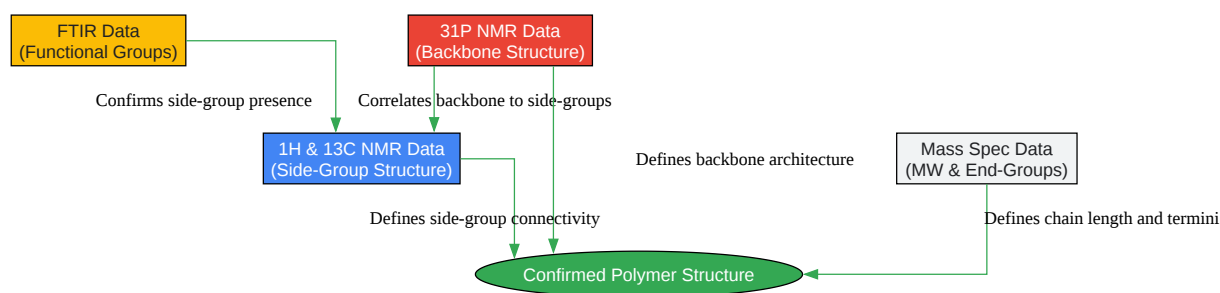 FTIR Data
(Functional Groups)
31P NMR Data
(Backbone Structure)
Confirms side-group presence
Correlates backbone to side-groups
1H & 13C NMR Data
(Side-Group Structure)
Defines backbone architecture
Mass Spec Data
(MW & End-Groups)
Defines side-group connectivity
Defines chain length and termini
Confirmed Polymer Structure